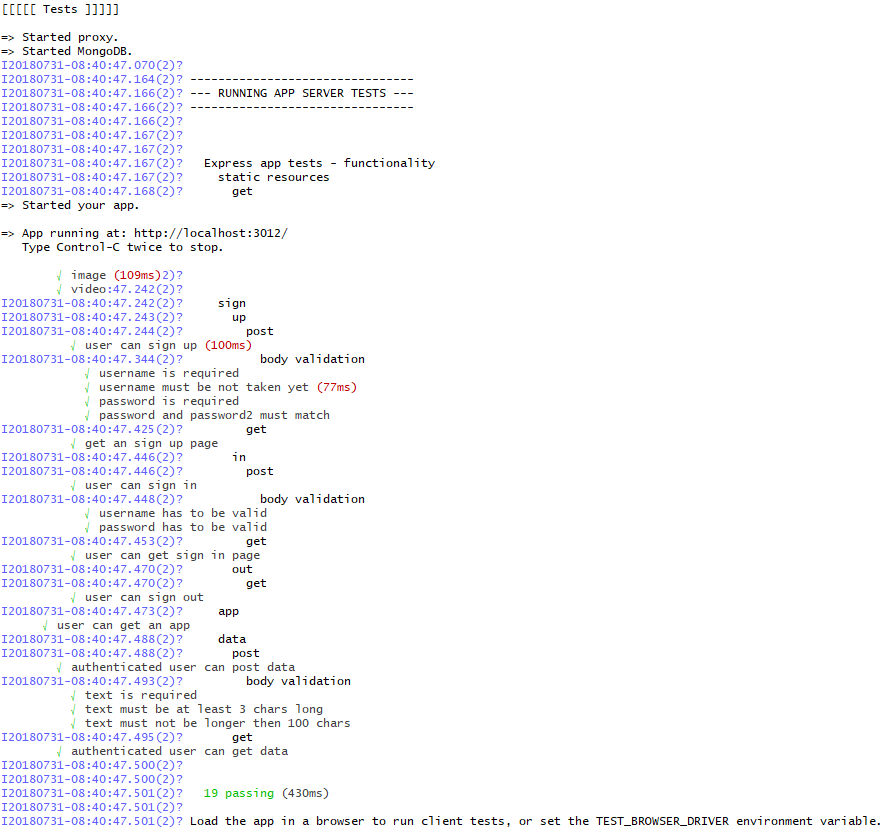 [[[[[ Tests ]]]]]
=> Started proxy.
=> Started MongoDB.
I20180731-08:40:47.070(2)?
I20180731-08:40:47.164(2)? --------------------------------
I20180731-08:40:47.166(2)? --- RUNNING APP SERVER TESTS ---
I20180731-08:40:47.166(2)? --------------------------------
I20180731-08:40:47.166(2)?
I20180731-08:40:47.167(2)?
I20180731-08:40:47.167(2)?
I20180731-08:40:47.167(2)?   Express app tests - functionality
I20180731-08:40:47.167(2)?     static resources
I20180731-08:40:47.168(2)?       get
=> Started your app.
=> App running at: http://localhost:3012/
   Type Control-C twice to stop.
        √ image (109ms)2)?
        √ video:47.242(2)?
I20180731-08:40:47.242(2)?     sign
I20180731-08:40:47.243(2)?       up
I20180731-08:40:47.244(2)?         post
          √ user can sign up (100ms)
I20180731-08:40:47.344(2)?           body validation
            √ username is required
            √ username must be not taken yet (77ms)
            √ password is required
            √ password and password2 must match
I20180731-08:40:47.425(2)?         get
          √ get an sign up page
I20180731-08:40:47.446(2)?       in
I20180731-08:40:47.446(2)?         post
          √ user can sign in
I20180731-08:40:47.448(2)?           body validation
            √ username has to be valid
            √ password has to be valid
I20180731-08:40:47.453(2)?         get
          √ user can get sign in page
I20180731-08:40:47.470(2)?       out
I20180731-08:40:47.470(2)?         get
          √ user can sign out
I20180731-08:40:47.473(2)?     app
      √ user can get an app
I20180731-08:40:47.488(2)?     data
I20180731-08:40:47.488(2)?       post
        √ authenticated user can post data
I20180731-08:40:47.493(2)?         body validation
          √ text is required
          √ text must be at least 3 chars long
          √ text must not be longer then 100 chars
I20180731-08:40:47.495(2)?       get
        √ authenticated user can get data
I20180731-08:40:47.500(2)?
I20180731-08:40:47.500(2)?
I20180731-08:40:47.501(2)?   19 passing (430ms)
I20180731-08:40:47.501(2)?
I20180731-08:40:47.501(2)? Load the app in a browser to run client tests, or set the TEST_BROWSER_DRIVER environment variable.